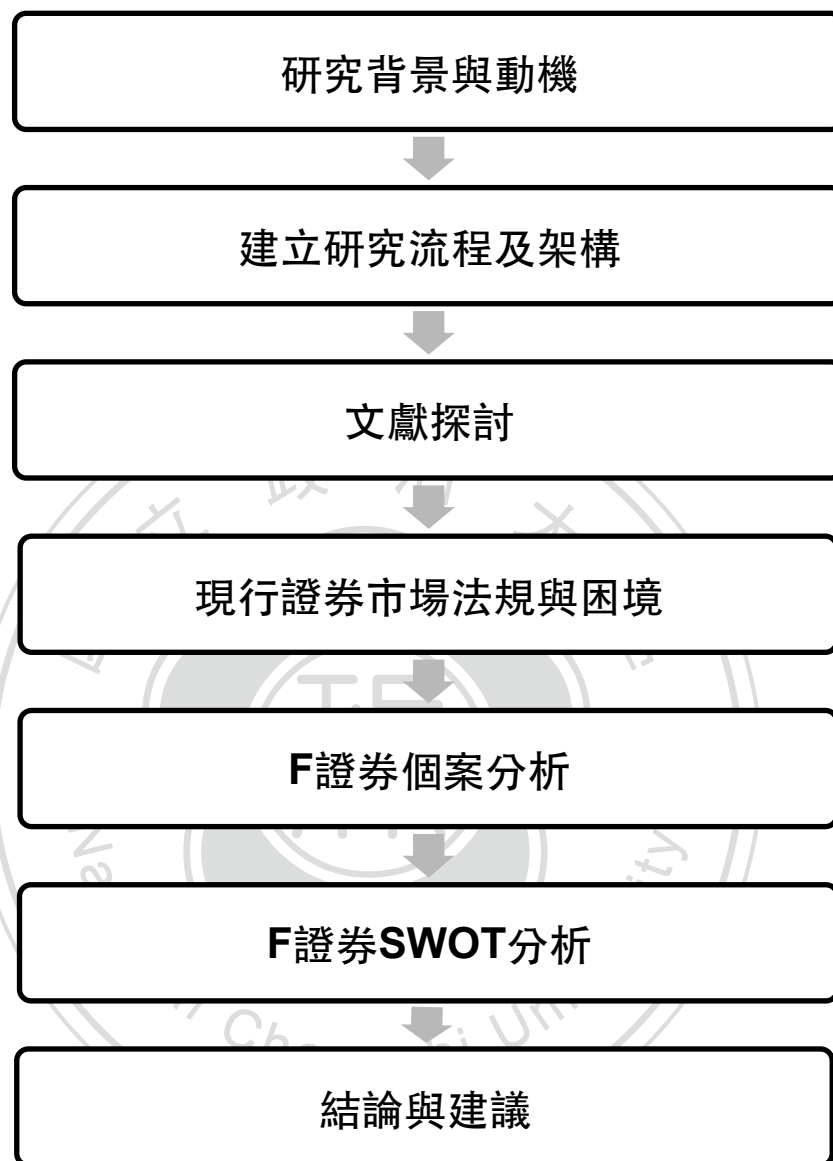 研究背景與動機
建立研究流程及架構
文獻探討
立 政
現行證券市場法規與困境
F證券個案分析
F證券SWOT分析
結論與建議